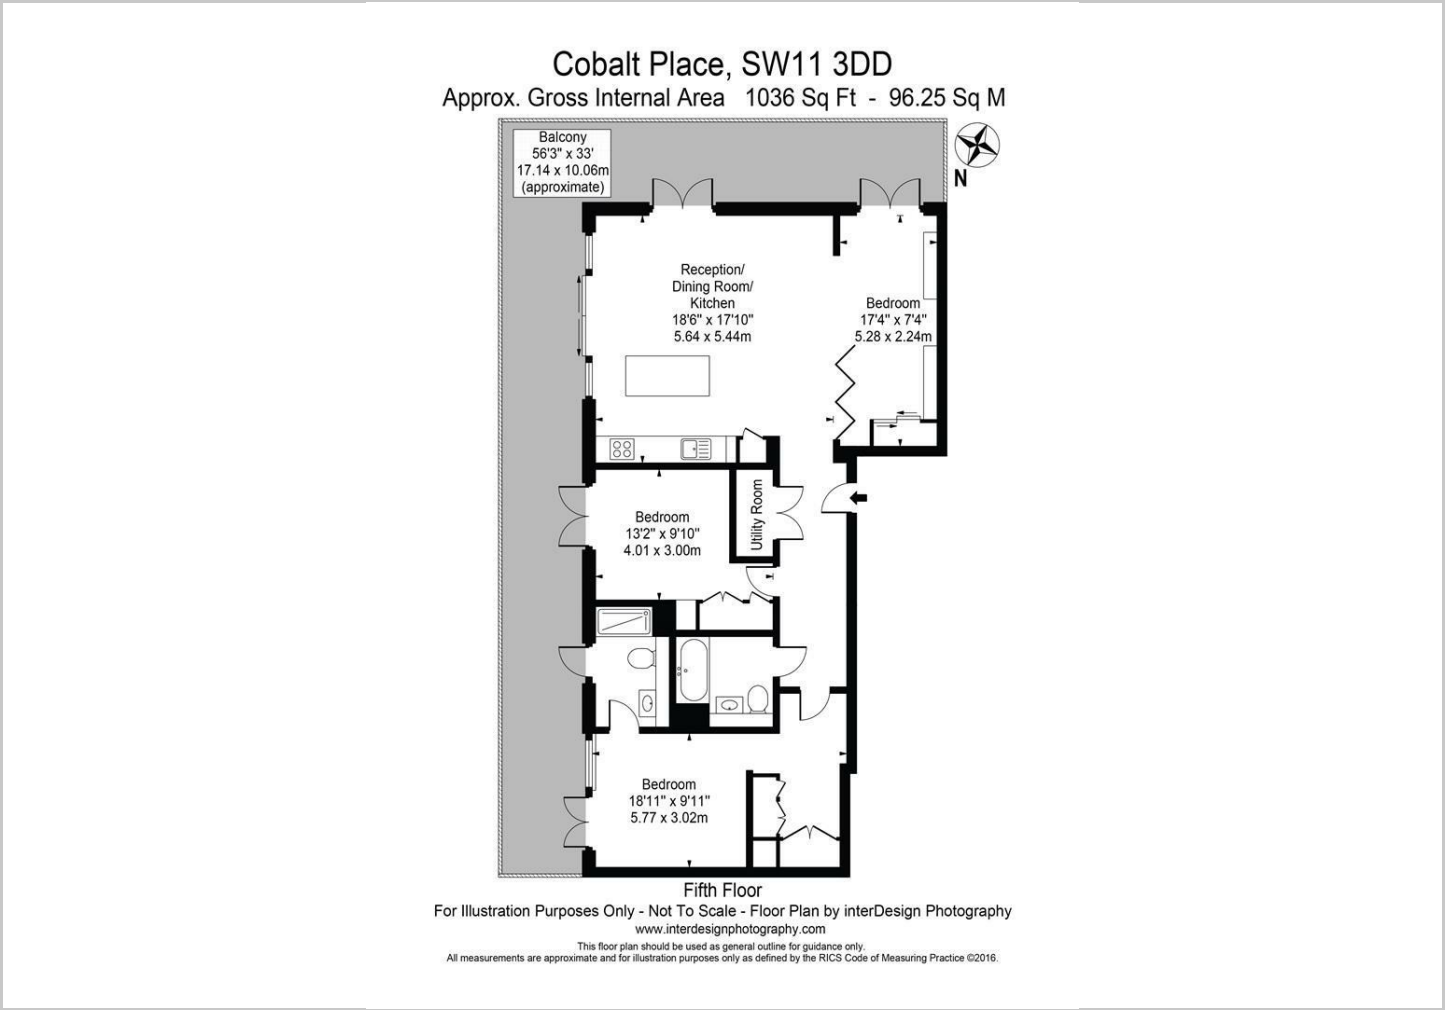 Cobalt Place, SW11 3DD
Approx. Gross Internal Area 1036 Sq Ft - 96.25 Sq M
Balcony
56'3" x 33'
17.14 x 10.06m
(approximate)
N
Reception/
Dining Room/
Kitchen
18'6" x 17'10"
5.64 x 5.44m
Bedroom
17'4" x 7'4"
5.28 x 2.24m
Utility Room
Bedroom
13'2" x 9'10"
4.01 x 3.00m
Bedroom
18'11" x 9'11"
5.77 x 3.02m
Fifth Floor
For Illustration Purposes Only - Not To Scale - Floor Plan by interDesign Photography
www.interdesignphotography.com
This floor plan should be used as general outline for guidance only.
All measurements are approximate and for illustration purposes only as defined by the RICS Code of Measuring Practice ©2016.